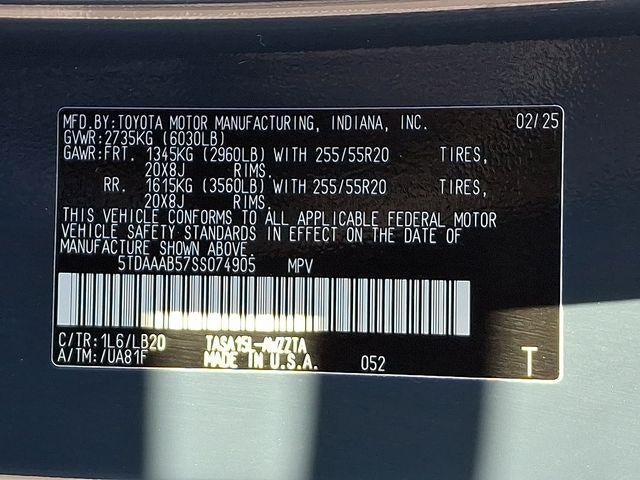 MFD.BY:TOYOTA MOTOR MANUFACTURING, INDIANA, INC. 02/25
GVWR:2735KG (6030LB)
GAWR:FRT. 1345KG (2960LB) WITH 255/55R20 TIRES,
20X8J RIMS.
RR. 1615KG (3560LB) WITH 255/55R20 TIRES,
20X8J RIMS.
THIS VEHICLE CONFORMS TO ALL APPLICABLE FEDERAL MOTOR
VEHICLE SAFETY STANDARDS IN EFFECT ON THE DATE OF
MANUFACTURE SHOWN ABOVE.
5TDAAAB57SS074905 MPV
C/TR:1L6/LB20 TASA15L-AWZZTA
A/TM:/UA81F MADE IN U.S.A. 052 T